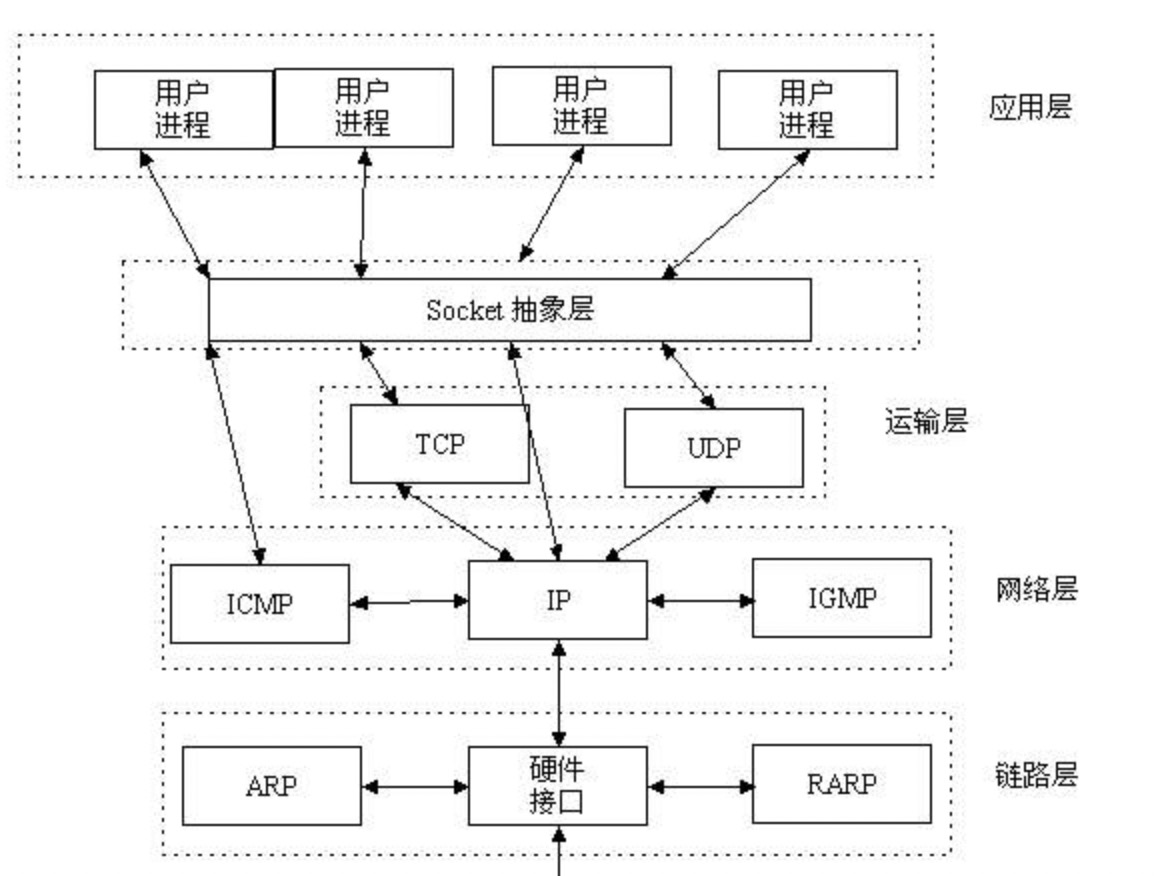 用户
进程
用户
进程
用户
进程
用户
进程
应用层
Socket 抽象层
TCP
UDP
运输层
ICMP
IP
IGMP
网络层
ARP
硬件
接口
RARP
链路层